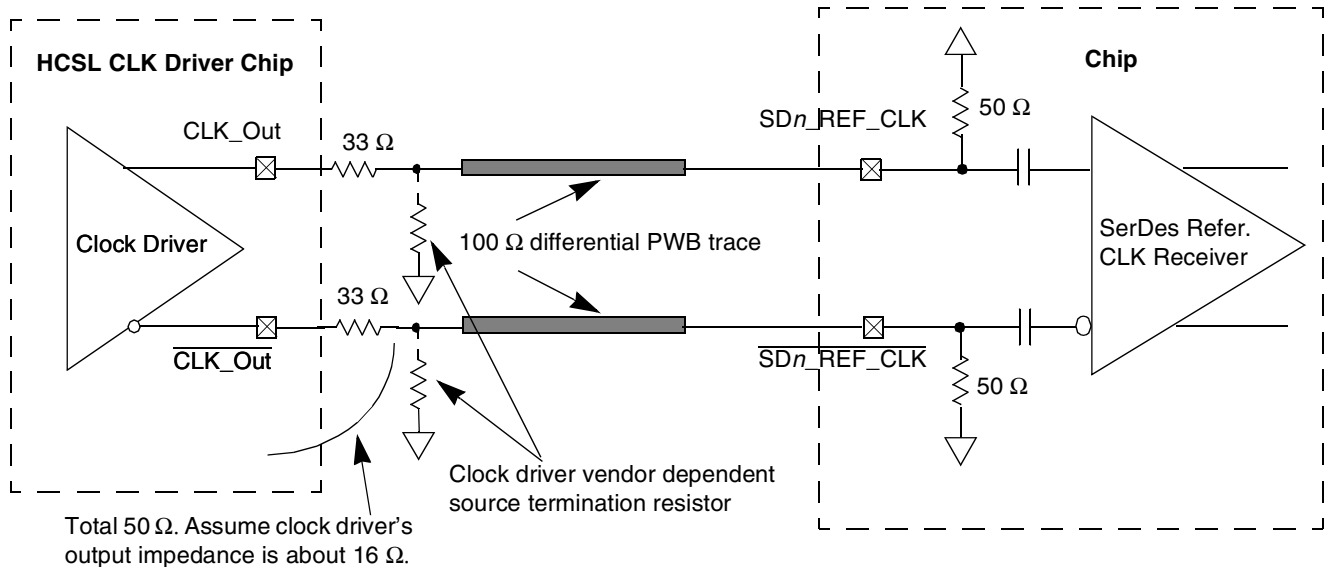 HCSL CLK Driver Chip
Chip
CLK_Out
33 Ω
SDn_REF_CLK
50 Ω
Clock Driver
100 Ω differential PWB trace
SerDes Refer.
CLK Receiver
33 Ω
CLK_Out
SDn_REF_CLK
50 Ω
Clock driver vendor dependent
source termination resistor
Total 50 Ω. Assume clock driver's
output impedance is about 16 Ω.